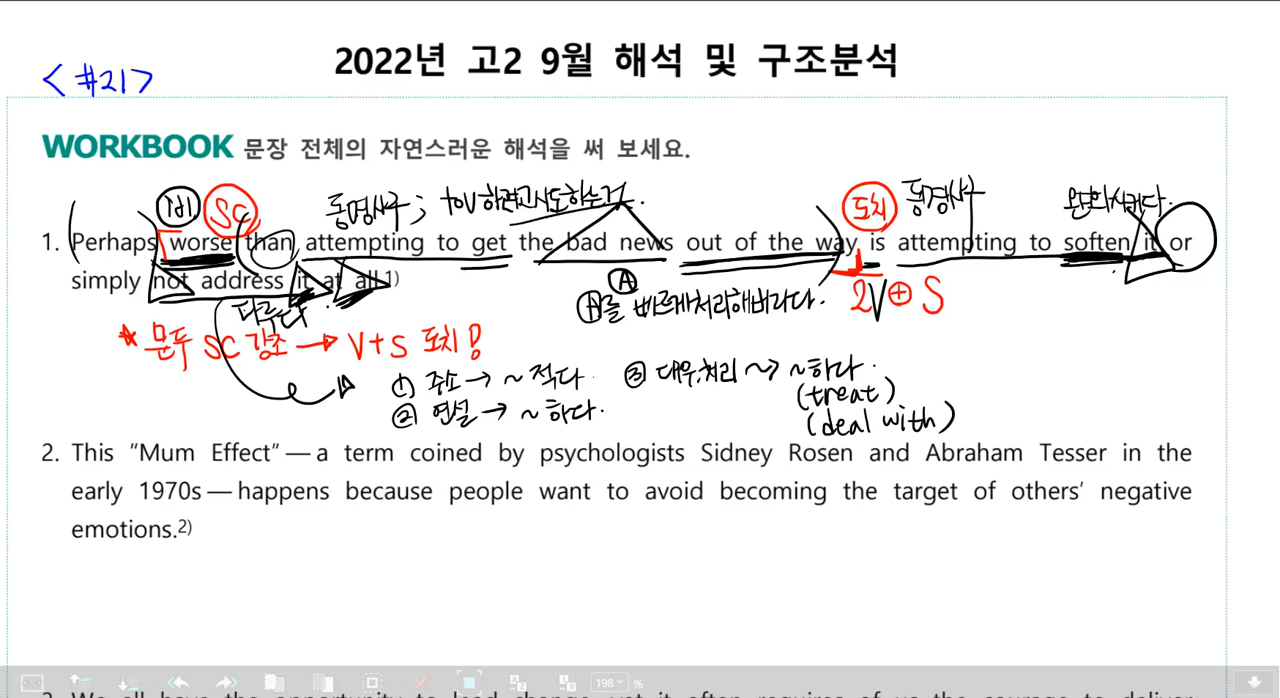 2022년 고2 9월 해석 및 구조분석
< #21 >
WORKBOOK 문장 전체의 자연스러운 해석을 써 보세요.
비 SC 동명사구 ; to V 하려고 시도하는 것. 도치 동명사구 완화시키다.
1. Perhaps worse than attempting to get the bad news out of the way is attempting to soften it or
simply not address it at all.1)
다루다
A
A를 빠르게 처리해버리다. 2V + S
* 문두 SC 강조 → V+S 도치!
① 주소 → ~ 적다. ③ 대우, 처리 ~> ~하다.
(treat)
② 연설 → ~ 하다.
(deal with)
2. This “Mum Effect” — a term coined by psychologists Sidney Rosen and Abraham Tesser in the
early 1970s — happens because people want to avoid becoming the target of others’ negative
emotions.2)
198 %